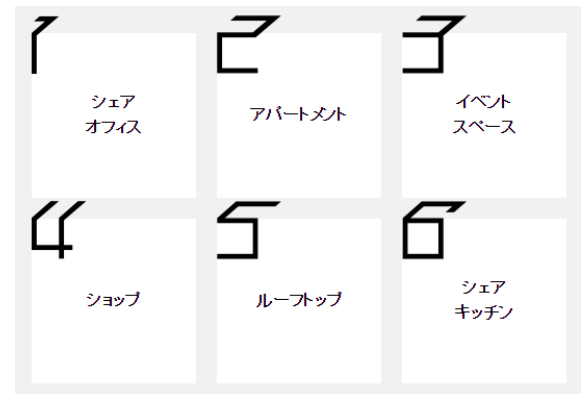 1
シェア
オフィス
2
アパートメント
3
イベント
スペース
4
ショップ
5
ルーフトップ
6
シェア
キッチン